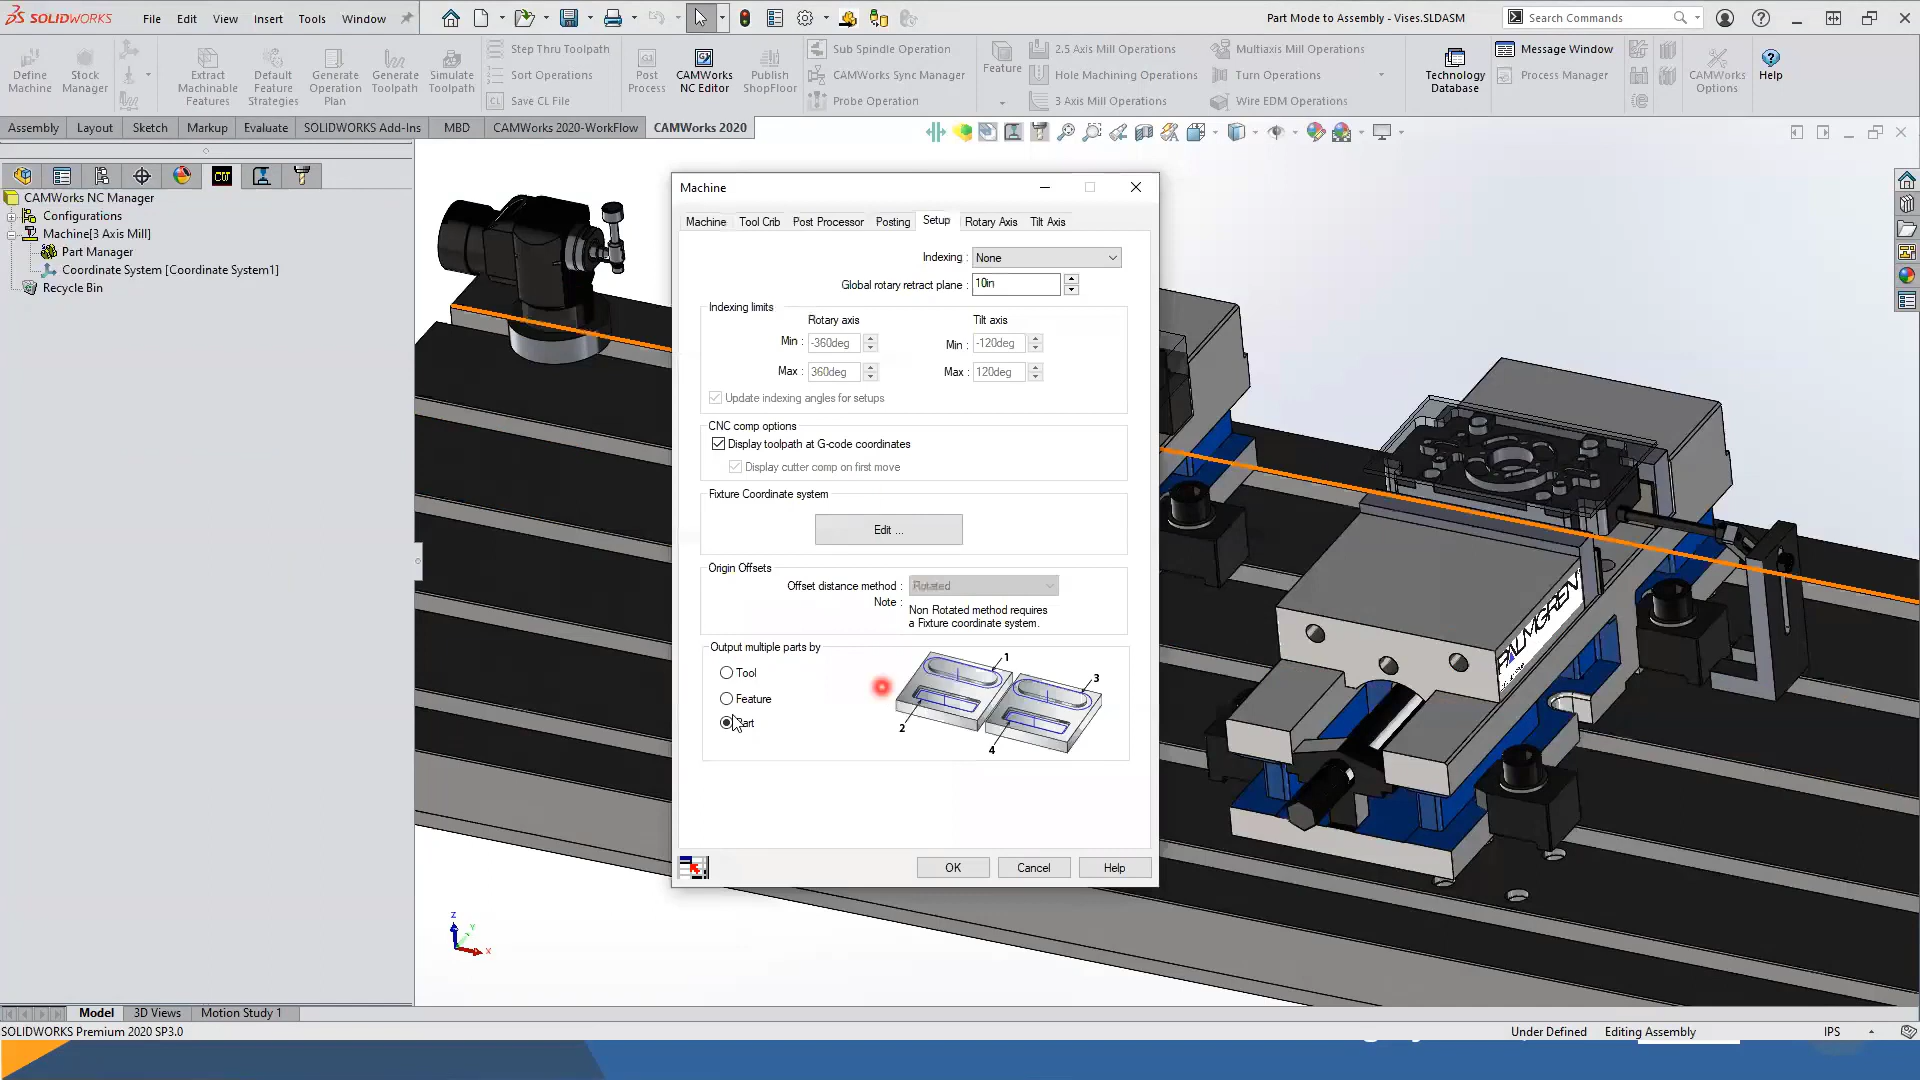 SOLIDWORKS
File Edit View Insert Tools Window
Part Mode to Assembly - Vises.SLDASM
Search Commands
Define Machine
Stock Manager
Extract Machinable Features
Default Feature Strategies
Generate Operation Plan
Generate Toolpath
Simulate Toolpath
Step Thru Toolpath
Sort Operations
Save CL File
Post Process
CAMWorks NC Editor
Publish ShopFloor
Sub Spindle Operation
CAMWorks Sync Manager
Probe Operation
Feature
2.5 Axis Mill Operations
Hole Machining Operations
3 Axis Mill Operations
Multiaxis Mill Operations
Turn Operations
Wire EDM Operations
Technology Database
Message Window
Process Manager
CAMWorks Options
Help
Assembly Layout Sketch Markup Evaluate SOLIDWORKS Add-Ins MBD CAMWorks 2020-WorkFlow CAMWorks 2020
CAMWorks NC Manager
Configurations
Machine[3 Axis Mill]
Part Manager
Coordinate System [Coordinate System1]
Recycle Bin
Machine
Machine Tool Crib Post Processor Posting Setup Rotary Axis Tilt Axis
Indexing : None
Global rotary retract plane : 10in
Indexing limits
Rotary axis Tilt axis
Min : -360deg Min : -120deg
Max : 360deg Max : 120deg
Update indexing angles for setups
CNC comp options
Display toolpath at G-code coordinates
Display cutter comp on first move
Fixture Coordinate system
Edit ...
Origin Offsets
Offset distance method : Rotated
Note : Non Rotated method requires
a Fixture coordinate system.
Output multiple parts by
Tool
Feature
1
3
2
4
OK Cancel Help
PALMGREN
Z
Y
X
Model 3D Views Motion Study 1
SOLIDWORKS Premium 2020 SP3.0
Under Defined Editing Assembly IPS